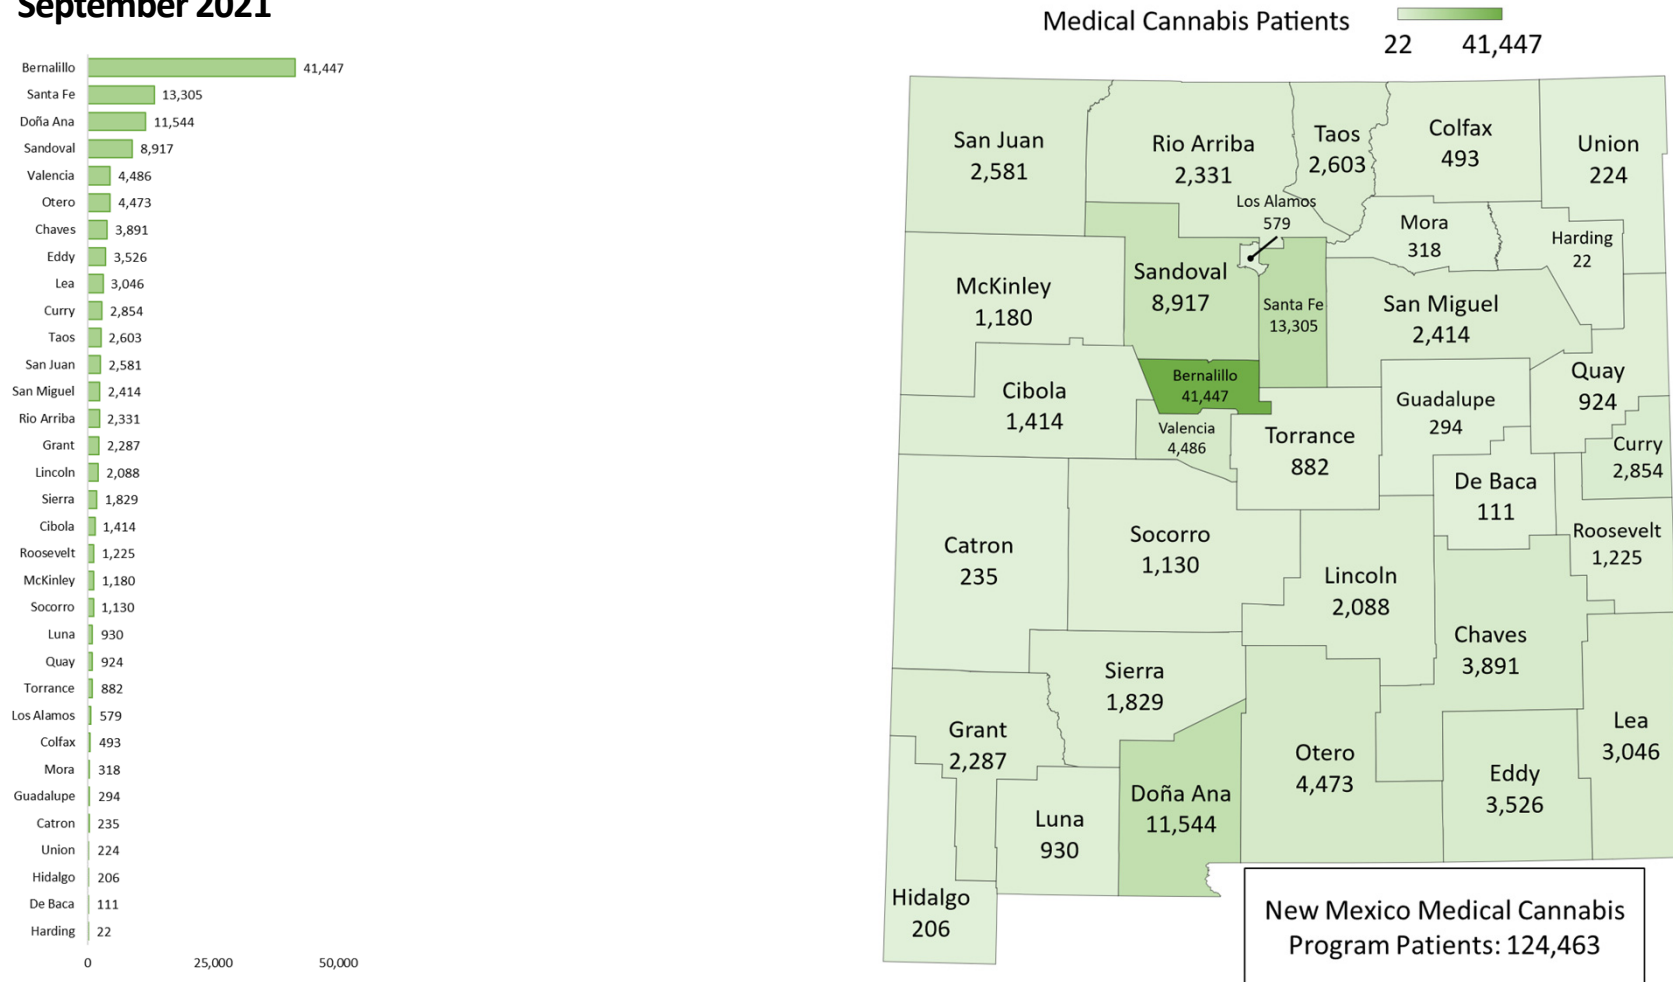 September 2021
Bernalillo 41,447
Santa Fe 13,305
Doña Ana 11,544
Sandoval 8,917
Valencia 4,486
Otero 4,473
Chaves 3,891
Eddy 3,526
Lea 3,046
Curry 2,854
Taos 2,603
San Juan 2,581
San Miguel 2,414
Rio Arriba 2,331
Grant 2,287
Lincoln 2,088
Sierra 1,829
Cibola 1,414
Roosevelt 1,225
McKinley 1,180
Socorro 1,130
Luna 930
Quay 924
Torrance 882
Los Alamos 579
Colfax 493
Mora 318
Guadalupe 294
Catron 235
Union 224
Hidalgo 206
De Baca 111
Harding 22
0 25,000 50,000
Medical Cannabis Patients
22 41,447
San Juan
2,581
Rio Arriba
2,331
Taos
2,603
Colfax
493
Union
224
Los Alamos
579
Mora
318
Harding
22
McKinley
1,180
Sandoval
8,917
Santa Fe
13,305
San Miguel
2,414
Cibola
1,414
Bernalillo
41,447
Valencia
4,486
Torrance
882
Guadalupe
294
Quay
924
Curry
2,854
De Baca
111
Roosevelt
1,225
Catron
235
Socorro
1,130
Lincoln
2,088
Chaves
3,891
Sierra
1,829
Grant
2,287
Lea
3,046
Otero
4,473
Eddy
3,526
Doña Ana
11,544
Luna
930
Hidalgo
206
New Mexico Medical Cannabis
Program Patients: 124,463